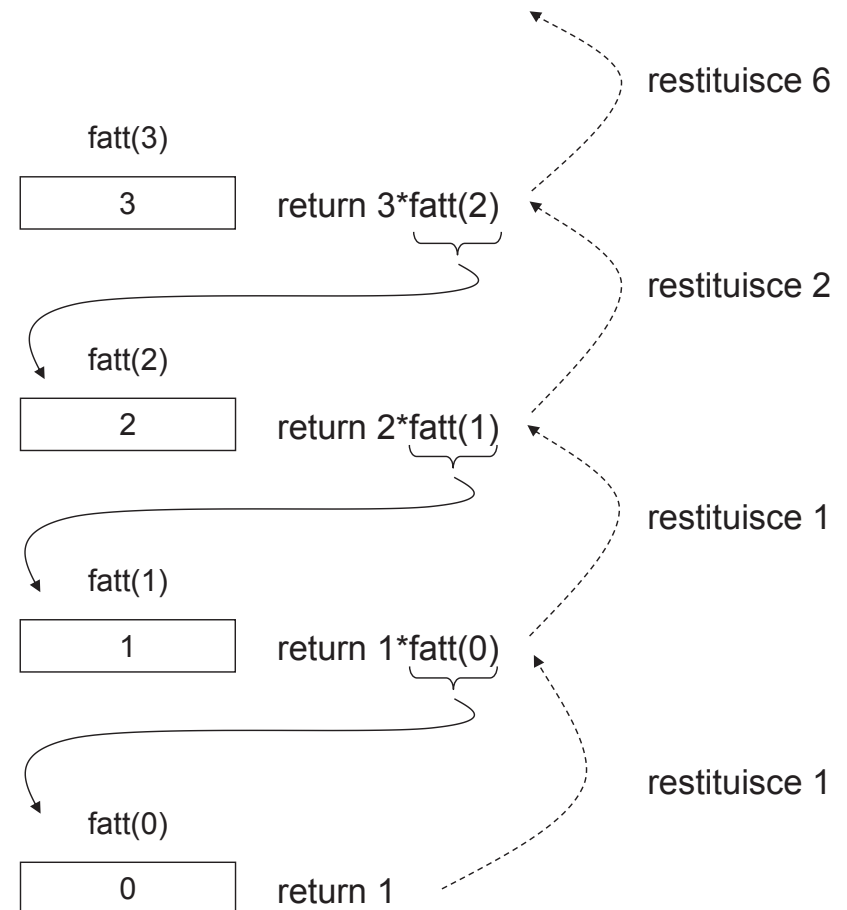 restituisce 6
fatt(3)
3 return 3*fatt(2)
restituisce 2
fatt(2)
2 return 2*fatt(1)
restituisce 1
fatt(1)
1 return 1*fatt(0)
restituisce 1
fatt(0)
0 return 1